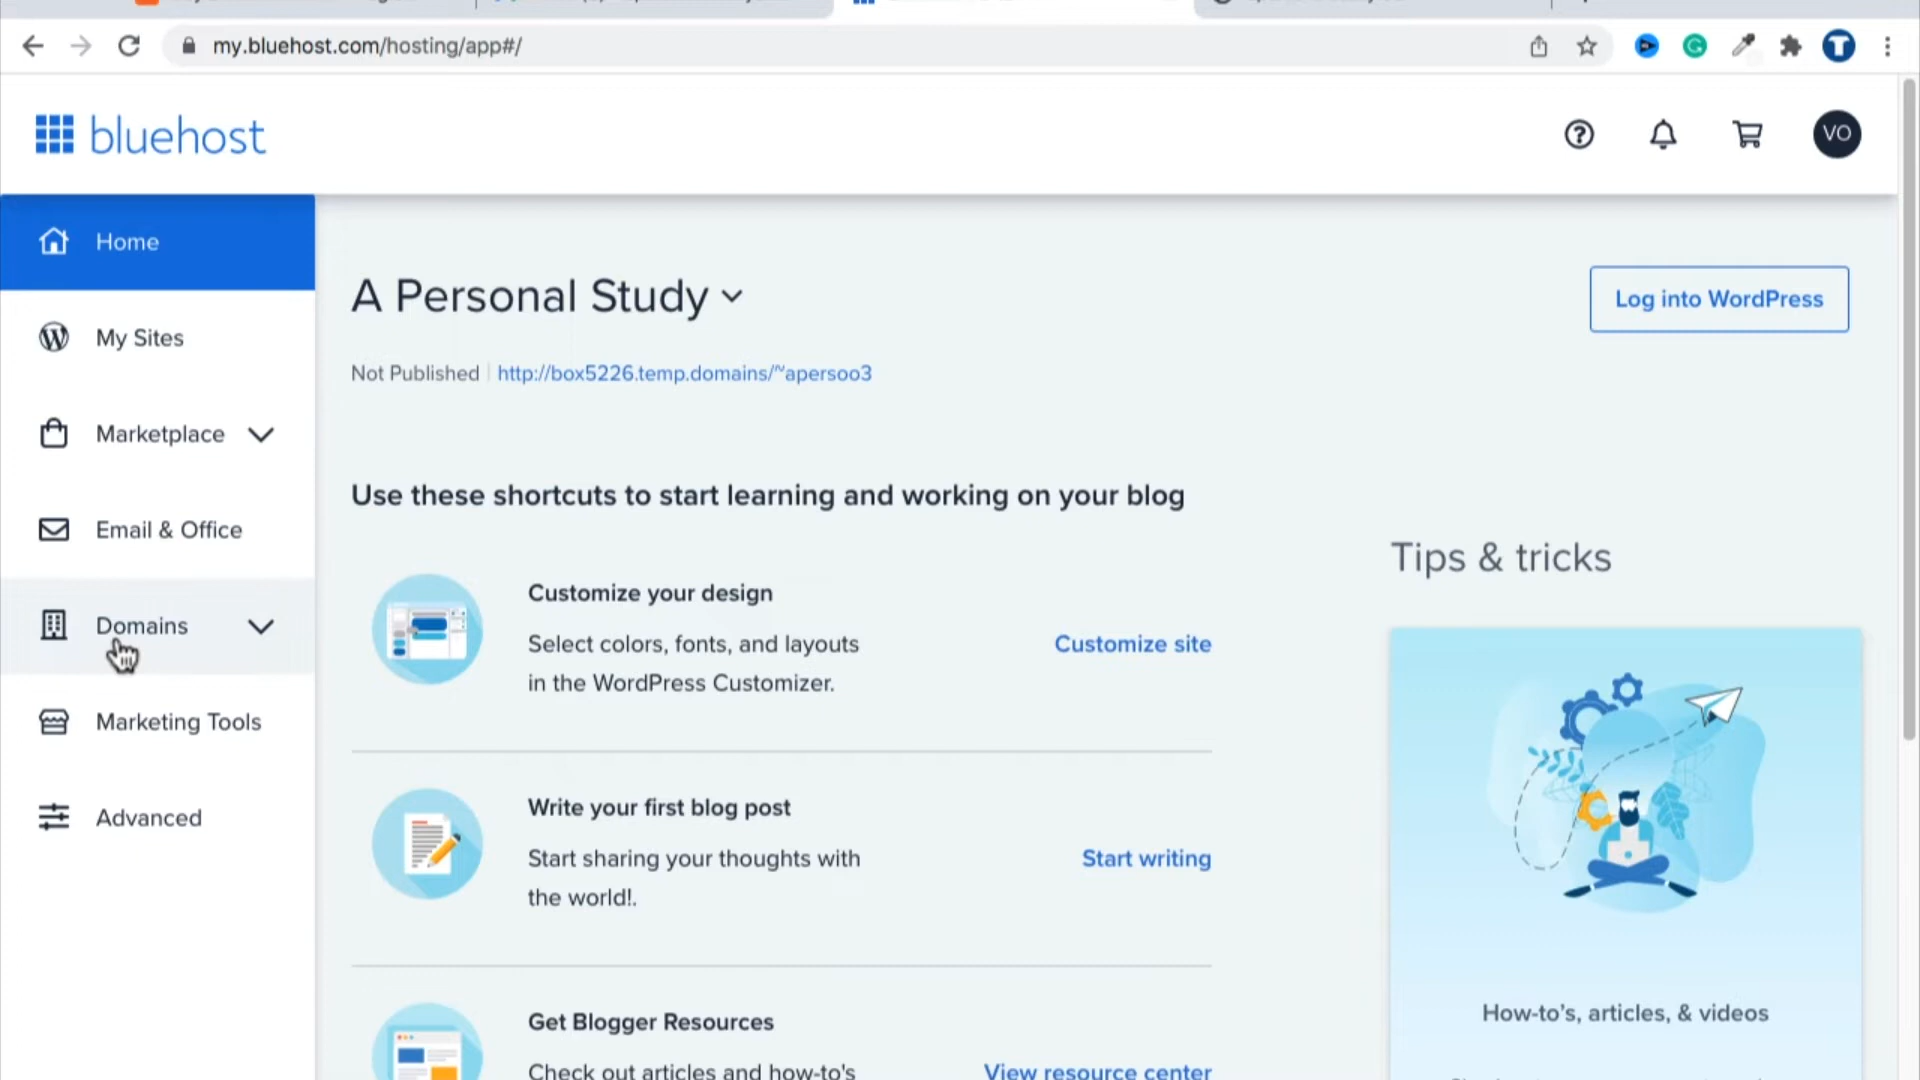 my.bluehost.com/hosting/app#/
bluehost
VO
Home
My Sites
Marketplace
Email & Office
Domains
Marketing Tools
Advanced
A Personal Study
Log into WordPress
Not Published
http://box5226.temp.domains/~apersoo3
Use these shortcuts to start learning and working on your blog
Customize your design
Select colors, fonts, and layouts
in the WordPress Customizer.
Customize site
Write your first blog post
Start sharing your thoughts with
the world!.
Start writing
Get Blogger Resources
Check out articles and how-to's
View resource center
Tips & tricks
How-to's, articles, & videos